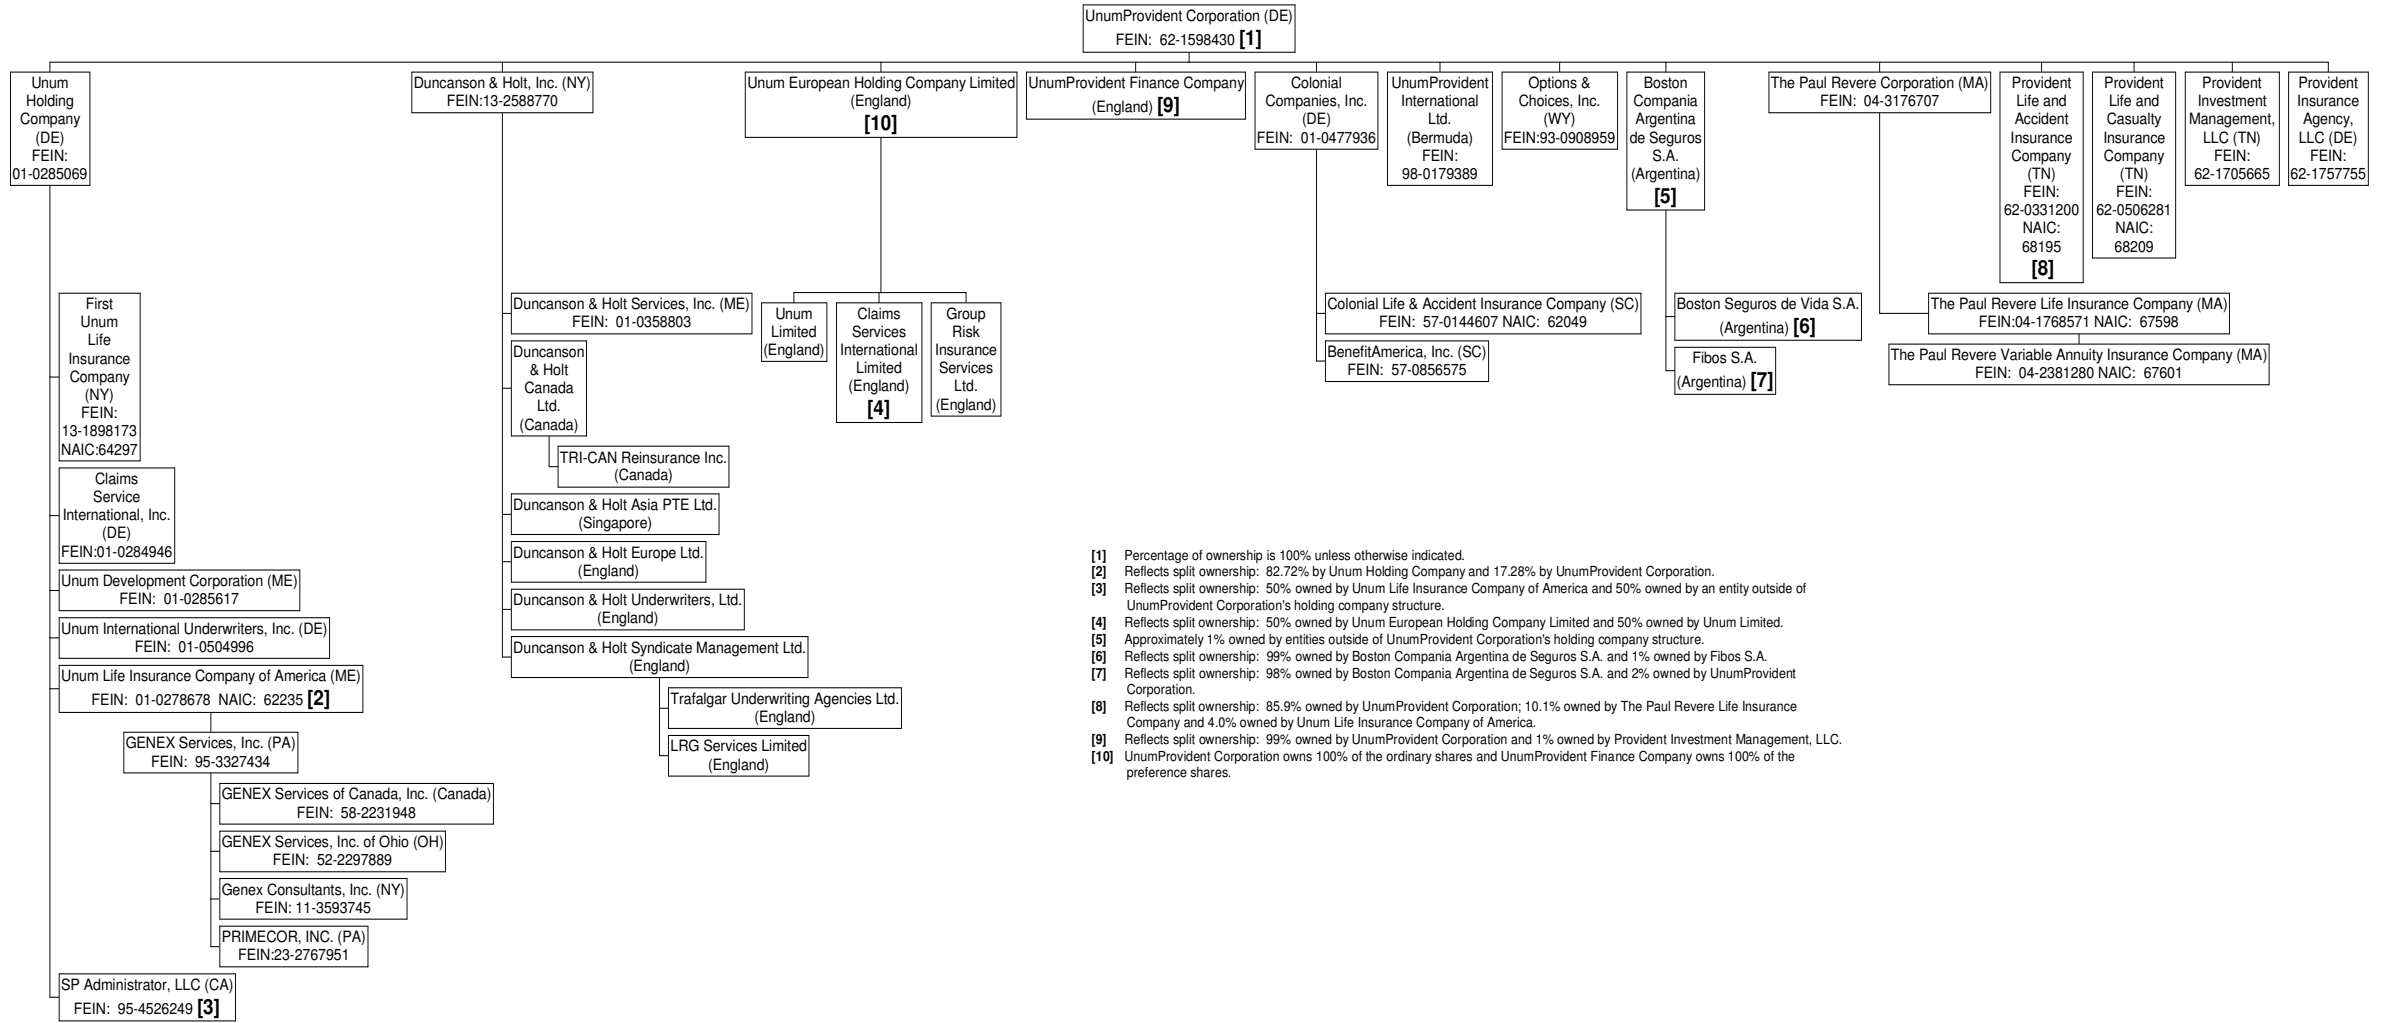 UnumProvident Corporation (DE)
FEIN: 62-1598430 [1]
Unum
Holding
Company
(DE)
FEIN:
01-0285069
Duncanson & Holt, Inc. (NY)
FEIN:13-2588770
Unum European Holding Company Limited
(England)
[10]
UnumProvident Finance Company
(England) [9]
Colonial
Companies, Inc.
(DE)
FEIN: 01-0477936
UnumProvident
International
Ltd.
(Bermuda)
FEIN:
98-0179389
Options &
Choices, Inc.
(WY)
FEIN:93-0908959
Boston
Compania
Argentina
de Seguros
S.A.
(Argentina)
[5]
The Paul Revere Corporation (MA)
FEIN: 04-3176707
Provident
Life and
Accident
Insurance
Company
(TN)
FEIN:
62-0331200
NAIC:
68195
[8]
Provident
Life and
Casualty
Insurance
Company
(TN)
FEIN:
62-0506281
NAIC:
68209
Provident
Investment
Management,
LLC (TN)
FEIN:
62-1705665
Provident
Insurance
Agency,
LLC (DE)
FEIN:
62-1757755
First
Unum
Life
Insurance
Company
(NY)
FEIN:
13-1898173
NAIC:64297
Claims
Service
International, Inc.
(DE)
FEIN:01-0284946
Unum Development Corporation (ME)
FEIN: 01-0285617
Unum International Underwriters, Inc. (DE)
FEIN: 01-0504996
Unum Life Insurance Company of America (ME)
FEIN: 01-0278678 NAIC: 62235 [2]
GENEX Services, Inc. (PA)
FEIN: 95-3327434
GENEX Services of Canada, Inc. (Canada)
FEIN: 58-2231948
GENEX Services, Inc. of Ohio (OH)
FEIN: 52-2297889
Genex Consultants, Inc. (NY)
FEIN: 11-3593745
PRIMECOR, INC. (PA)
FEIN:23-2767951
SP Administrator, LLC (CA)
FEIN: 95-4526249 [3]
Duncanson & Holt Services, Inc. (ME)
FEIN: 01-0358803
Duncanson
& Holt
Canada
Ltd.
(Canada)
TRI-CAN Reinsurance Inc.
(Canada)
Duncanson & Holt Asia PTE Ltd.
(Singapore)
Duncanson & Holt Europe Ltd.
(England)
Duncanson & Holt Underwriters, Ltd.
(England)
Duncanson & Holt Syndicate Management Ltd.
(England)
Trafalgar Underwriting Agencies Ltd.
(England)
LRG Services Limited
(England)
Unum
Limited
(England)
Claims
Services
International
Limited
(England)
[4]
Group
Risk
Insurance
Services
Ltd.
(England)
Colonial Life & Accident Insurance Company (SC)
FEIN: 57-0144607 NAIC: 62049
BenefitAmerica, Inc. (SC)
FEIN: 57-0856575
Boston Seguros de Vida S.A.
(Argentina) [6]
Fibos S.A.
(Argentina) [7]
The Paul Revere Life Insurance Company (MA)
FEIN:04-1768571 NAIC: 67598
The Paul Revere Variable Annuity Insurance Company (MA)
FEIN: 04-2381280 NAIC: 67601
[1] Percentage of ownership is 100% unless otherwise indicated.
[2] Reflects split ownership: 82.72% by Unum Holding Company and 17.28% by UnumProvident Corporation.
[3] Reflects split ownership: 50% owned by Unum Life Insurance Company of America and 50% owned by an entity outside of
UnumProvident Corporation's holding company structure.
[4] Reflects split ownership: 50% owned by Unum European Holding Company Limited and 50% owned by Unum Limited.
[5] Approximately 1% owned by entities outside of UnumProvident Corporation's holding company structure.
[6] Reflects split ownership: 99% owned by Boston Compania Argentina de Seguros S.A. and 1% owned by Fibos S.A.
[7] Reflects split ownership: 98% owned by Boston Compania Argentina de Seguros S.A. and 2% owned by UnumProvident
Corporation.
[8] Reflects split ownership: 85.9% owned by UnumProvident Corporation; 10.1% owned by The Paul Revere Life Insurance
Company and 4.0% owned by Unum Life Insurance Company of America.
[9] Reflects split ownership: 99% owned by UnumProvident Corporation and 1% owned by Provident Investment Management, LLC.
[10] UnumProvident Corporation owns 100% of the ordinary shares and UnumProvident Finance Company owns 100% of the
preference shares.